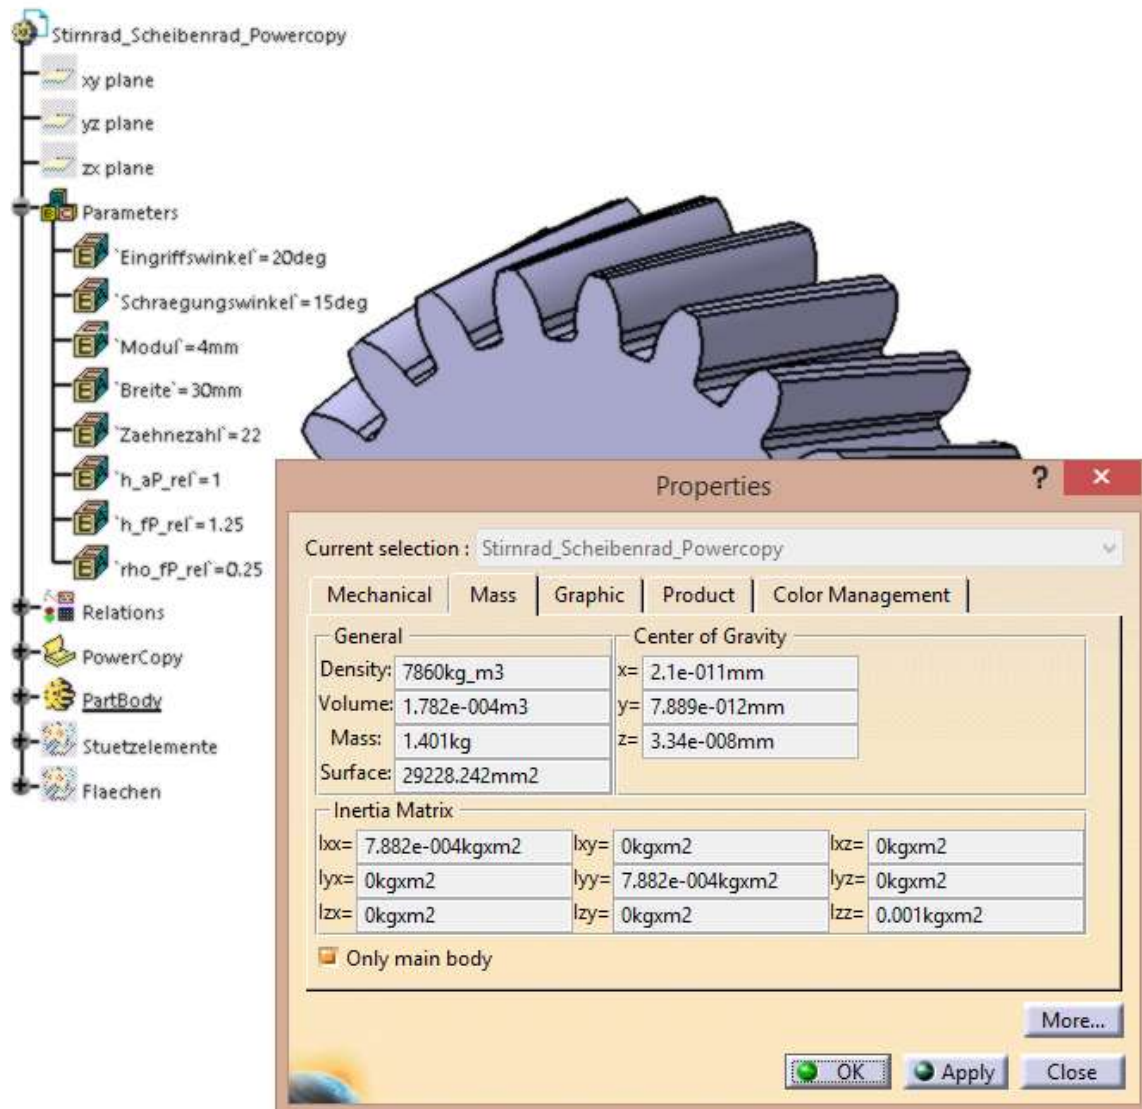 Stirnrad_Scheibenrad_Powercopy
xy plane
yz plane
zx plane
Parameters
`Eingriffswinkel`=20deg
`Schraegungswinkel`=15deg
`Modul`=4mm
`Breite`=30mm
`Zaehnezahl`=22
`h_aP_rel`=1
`h_fP_rel`=1.25
`rho_fP_rel`=0.25
Relations
PowerCopy
PartBody
Stuetzelemente
Flaechen
Properties
Current selection : Stirnrad_Scheibenrad_Powercopy
Mechanical Mass Graphic Product Color Management
General Center of Gravity
Density: 7860kg_m3 x= 2.1e-011mm
Volume: 1.782e-004m3 y= 7.889e-012mm
Mass: 1.401kg z= 3.34e-008mm
Surface: 29228.242mm2
Inertia Matrix
Ixx= 7.882e-004kgxm2 Ixy= 0kgxm2 Ixz= 0kgxm2
Iyx= 0kgxm2 Iyy= 7.882e-004kgxm2 Iyz= 0kgxm2
Izx= 0kgxm2 Izy= 0kgxm2 Izz= 0.001kgxm2
Only main body
More...
OK Apply Close